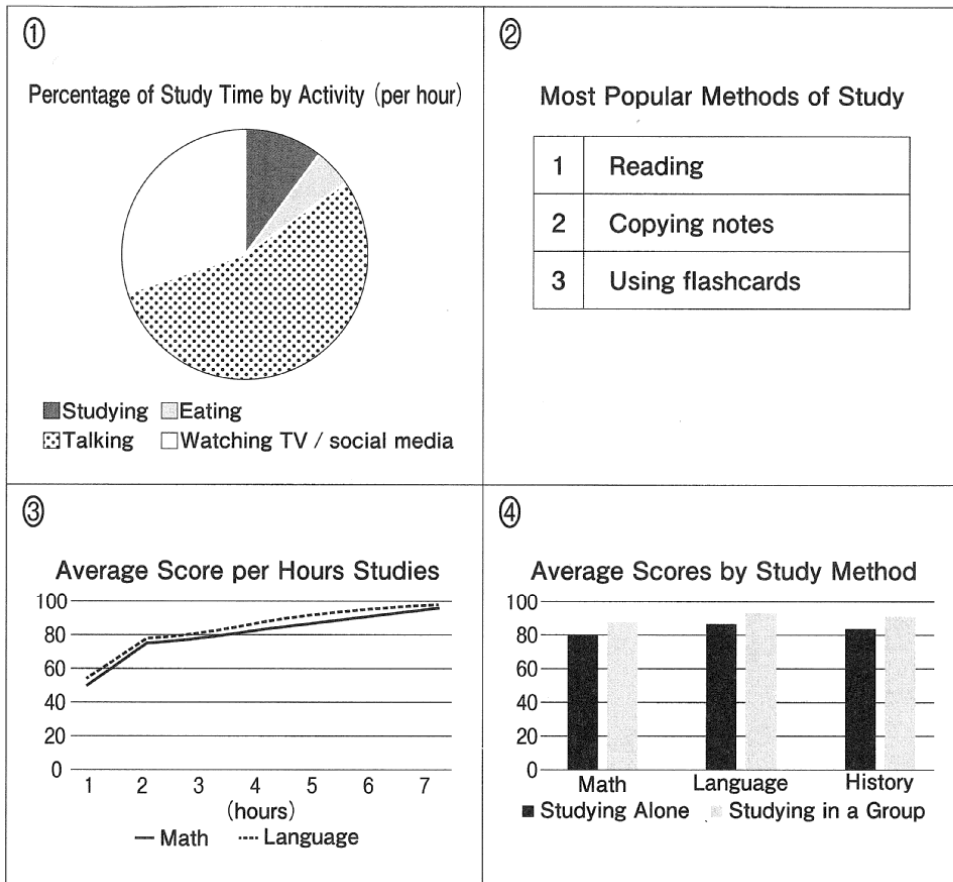 ①
Percentage of Study Time by Activity (per hour)
Studying Eating
Talking Watching TV / social media
②
Most Popular Methods of Study
1 Reading
2 Copying notes
3 Using flashcards
③
Average Score per Hours Studies
100
80
60
40
20
0
1 2 3 4 5 6 7
(hours)
Math Language
④
Average Scores by Study Method
100
80
60
40
20
0
Math Language History
Studying Alone Studying in a Group